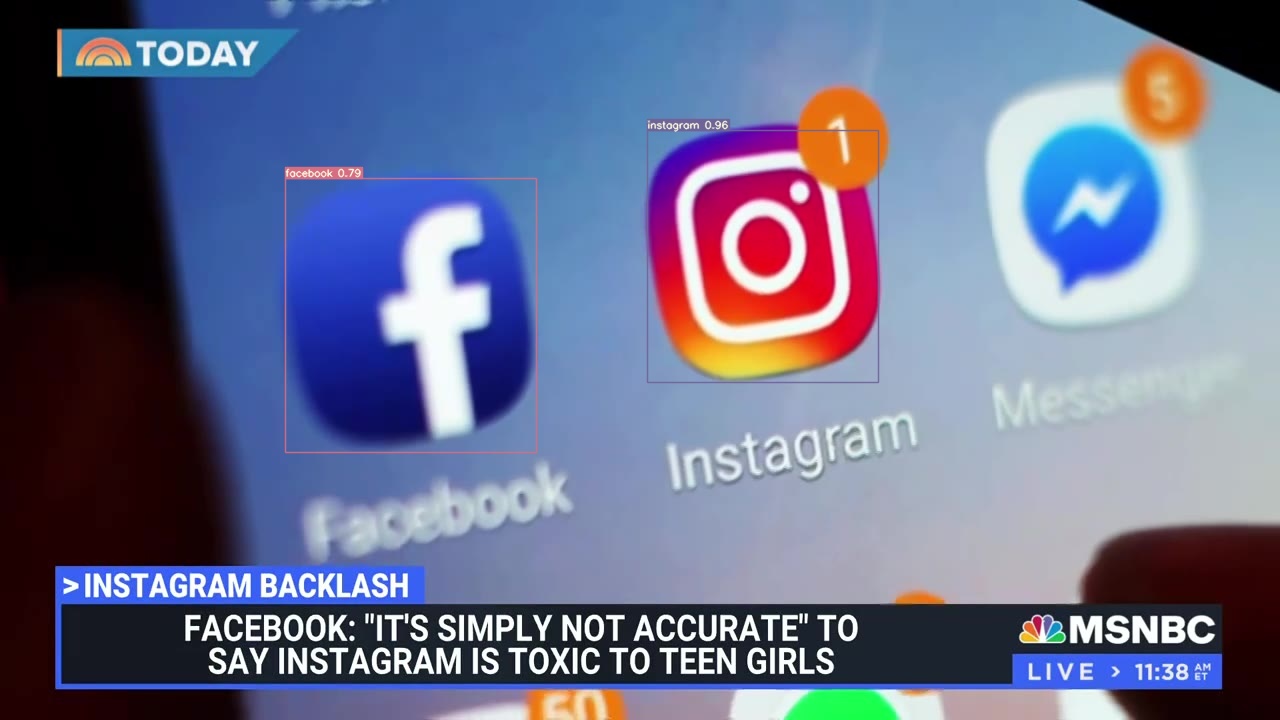 TODAY
5
instagram 0.96
1
facebook 0.79
Facebook
Instagram
Messenger
> INSTAGRAM BACKLASH
FACEBOOK: "IT'S SIMPLY NOT ACCURATE" TO
SAY INSTAGRAM IS TOXIC TO TEEN GIRLS
MSNBC
LIVE > 11:38 AM ET
50